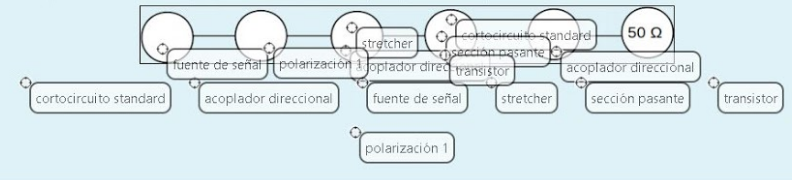 50 Ω
cortocircuito standard
stretcher
sección pasante
fuente de señal
polarización 1
acoplador direccional
transistor
acoplador direccional
cortocircuito standard
acoplador direccional
fuente de señal
stretcher
sección pasante
transistor
polarización 1